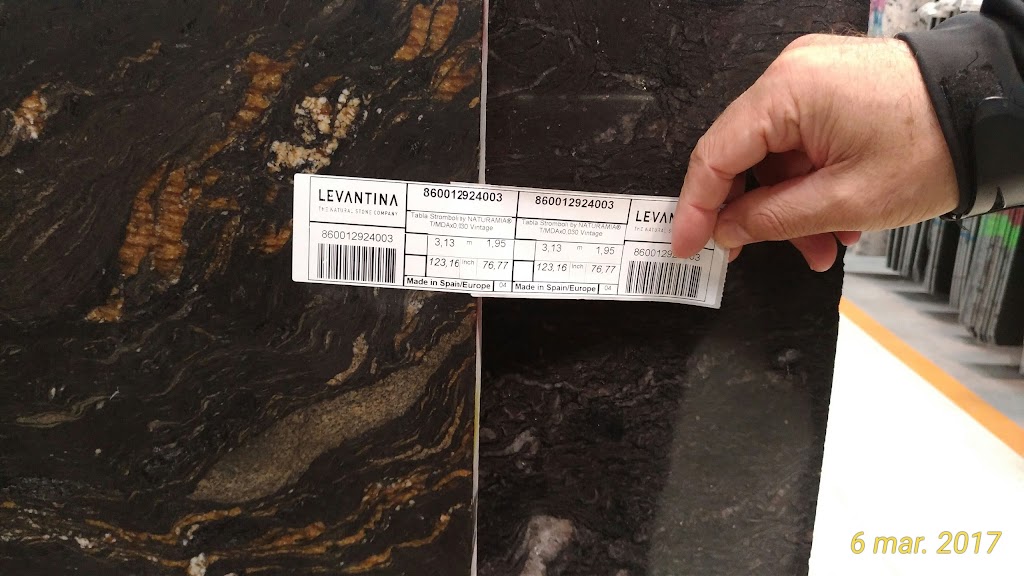 LEVANTINA
THE NATURAL STONE COMPANY
860012924003
860012924003
Tabla Stromboli by NATURAMIA®
T/MDAx0,030 Vintage
3,13 m 1,95
123,16 Inch 76,77
Made in Spain/Europe 04
860012924003
Tabla Stromboli by NATURAMIA®
T/MDAx0,030 Vintage
3,13 m 1,95
123,16 Inch 76,77
Made in Spain/Europe 04
LEVAN
THE NATURAL
6 mar. 2017